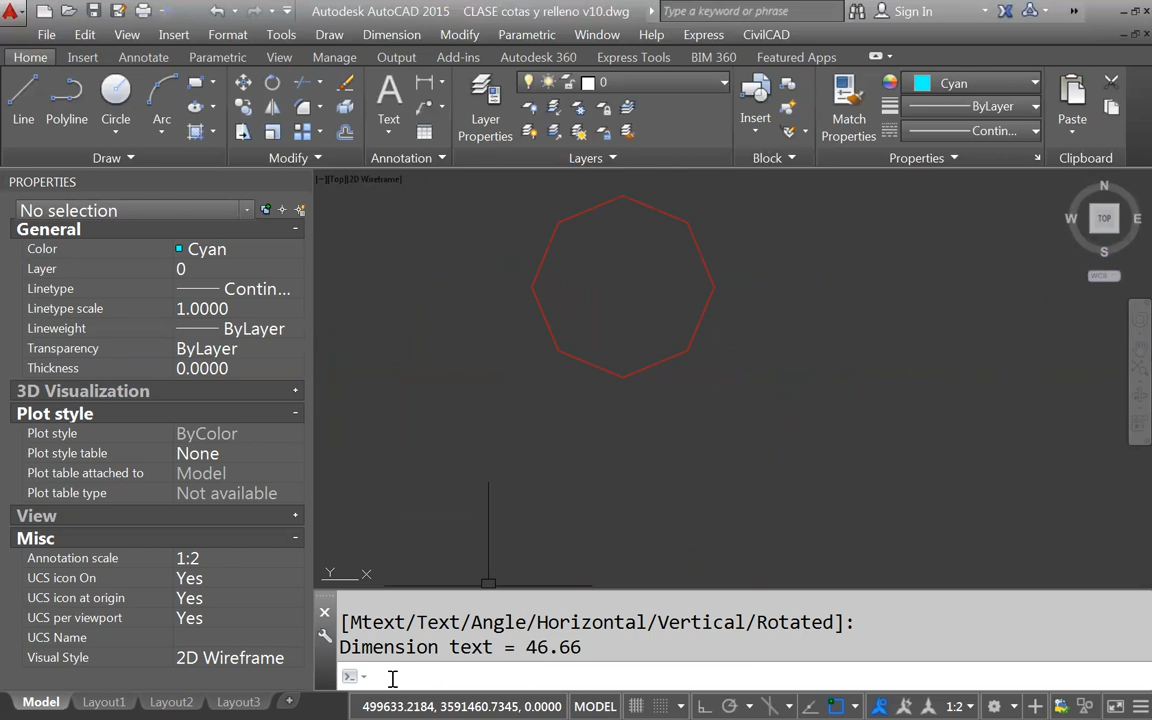 Autodesk AutoCAD 2015 CLASE cotas y relleno v10.dwg Type a keyword or phrase Sign In
File Edit View Insert Format Tools Draw Dimension Modify Parametric Window Help Express CivilCAD
Home Insert Annotate Parametric View Manage Output Add-ins Autodesk 360 Express Tools BIM 360 Featured Apps
0 Cyan
ByLayer
Line Polyline Circle Arc Text Layer Properties Insert Match Properties Contin... Paste
Draw Modify Annotation Layers Block Properties Clipboard
PROPERTIES
[−][Top][2D Wireframe]
No selection
General
Color Cyan
Layer 0
Linetype Contin...
Linetype scale 1.0000
Lineweight ByLayer
Transparency ByLayer
Thickness 0.0000
3D Visualization
Plot style
Plot style ByColor
Plot style table None
Plot table attached to Model
Plot table type Not available
View
Misc
Annotation scale 1:2
UCS icon On Yes
UCS icon at origin Yes
UCS per viewport Yes
UCS Name
Visual Style 2D Wireframe
N
W TOP E
S
WCS
Y X
[Mtext/Text/Angle/Horizontal/Vertical/Rotated]:
Dimension text = 46.66
Model Layout1 Layout2 Layout3 + 499633.2184, 3591460.7345, 0.0000 MODEL 1:2